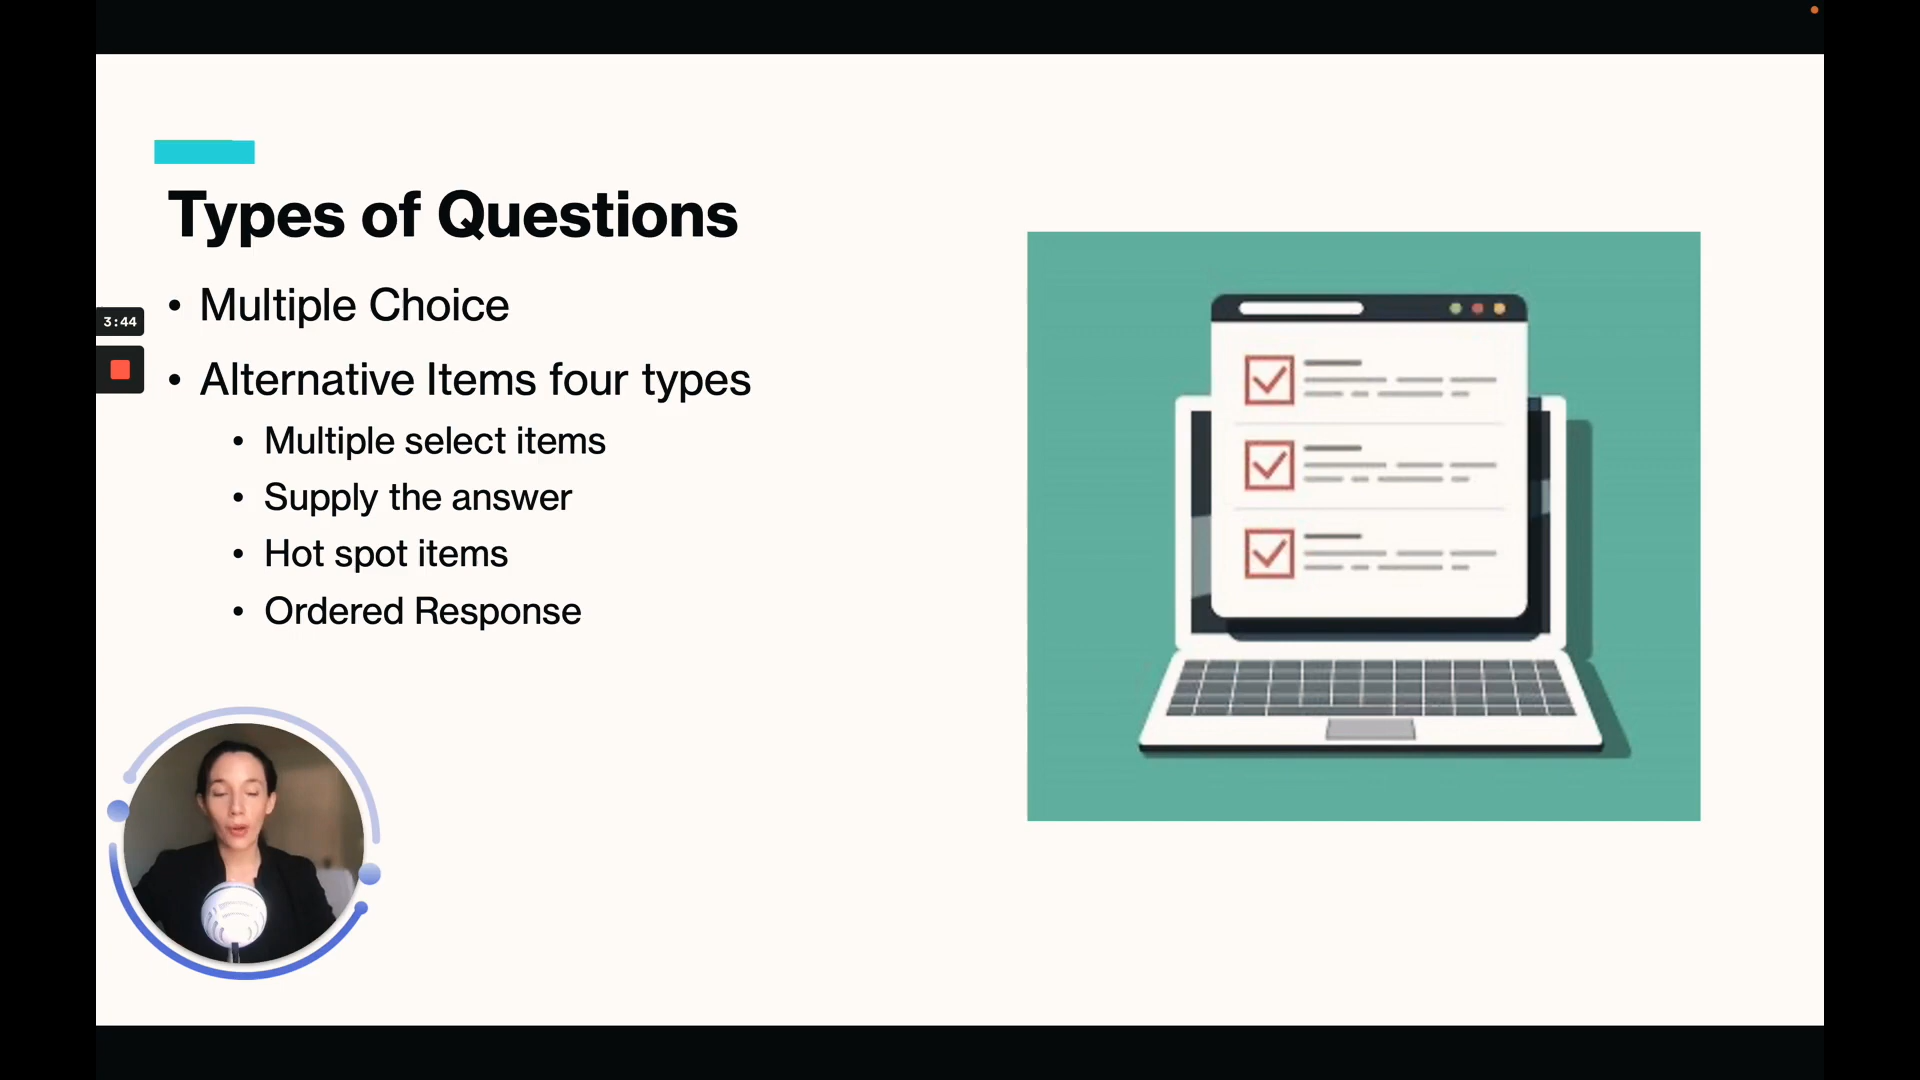 Types of Questions
• Multiple Choice
3:44
• Alternative Items four types
• Multiple select items
• Supply the answer
• Hot spot items
• Ordered Response